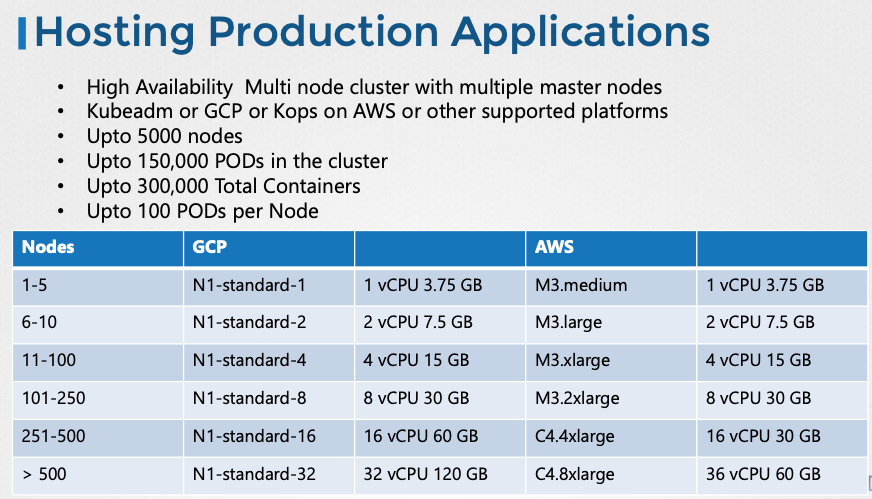 Hosting Production Applications
• High Availability Multi node cluster with multiple master nodes
• Kubeadm or GCP or Kops on AWS or other supported platforms
• Upto 5000 nodes
• Upto 150,000 PODs in the cluster
• Upto 300,000 Total Containers
• Upto 100 PODs per Node
Nodes GCP AWS
1-5 N1-standard-1 1 vCPU 3.75 GB M3.medium 1 vCPU 3.75 GB
6-10 N1-standard-2 2 vCPU 7.5 GB M3.large 2 vCPU 7.5 GB
11-100 N1-standard-4 4 vCPU 15 GB M3.xlarge 4 vCPU 15 GB
101-250 N1-standard-8 8 vCPU 30 GB M3.2xlarge 8 vCPU 30 GB
251-500 N1-standard-16 16 vCPU 60 GB C4.4xlarge 16 vCPU 30 GB
> 500 N1-standard-32 32 vCPU 120 GB C4.8xlarge 36 vCPU 60 GB